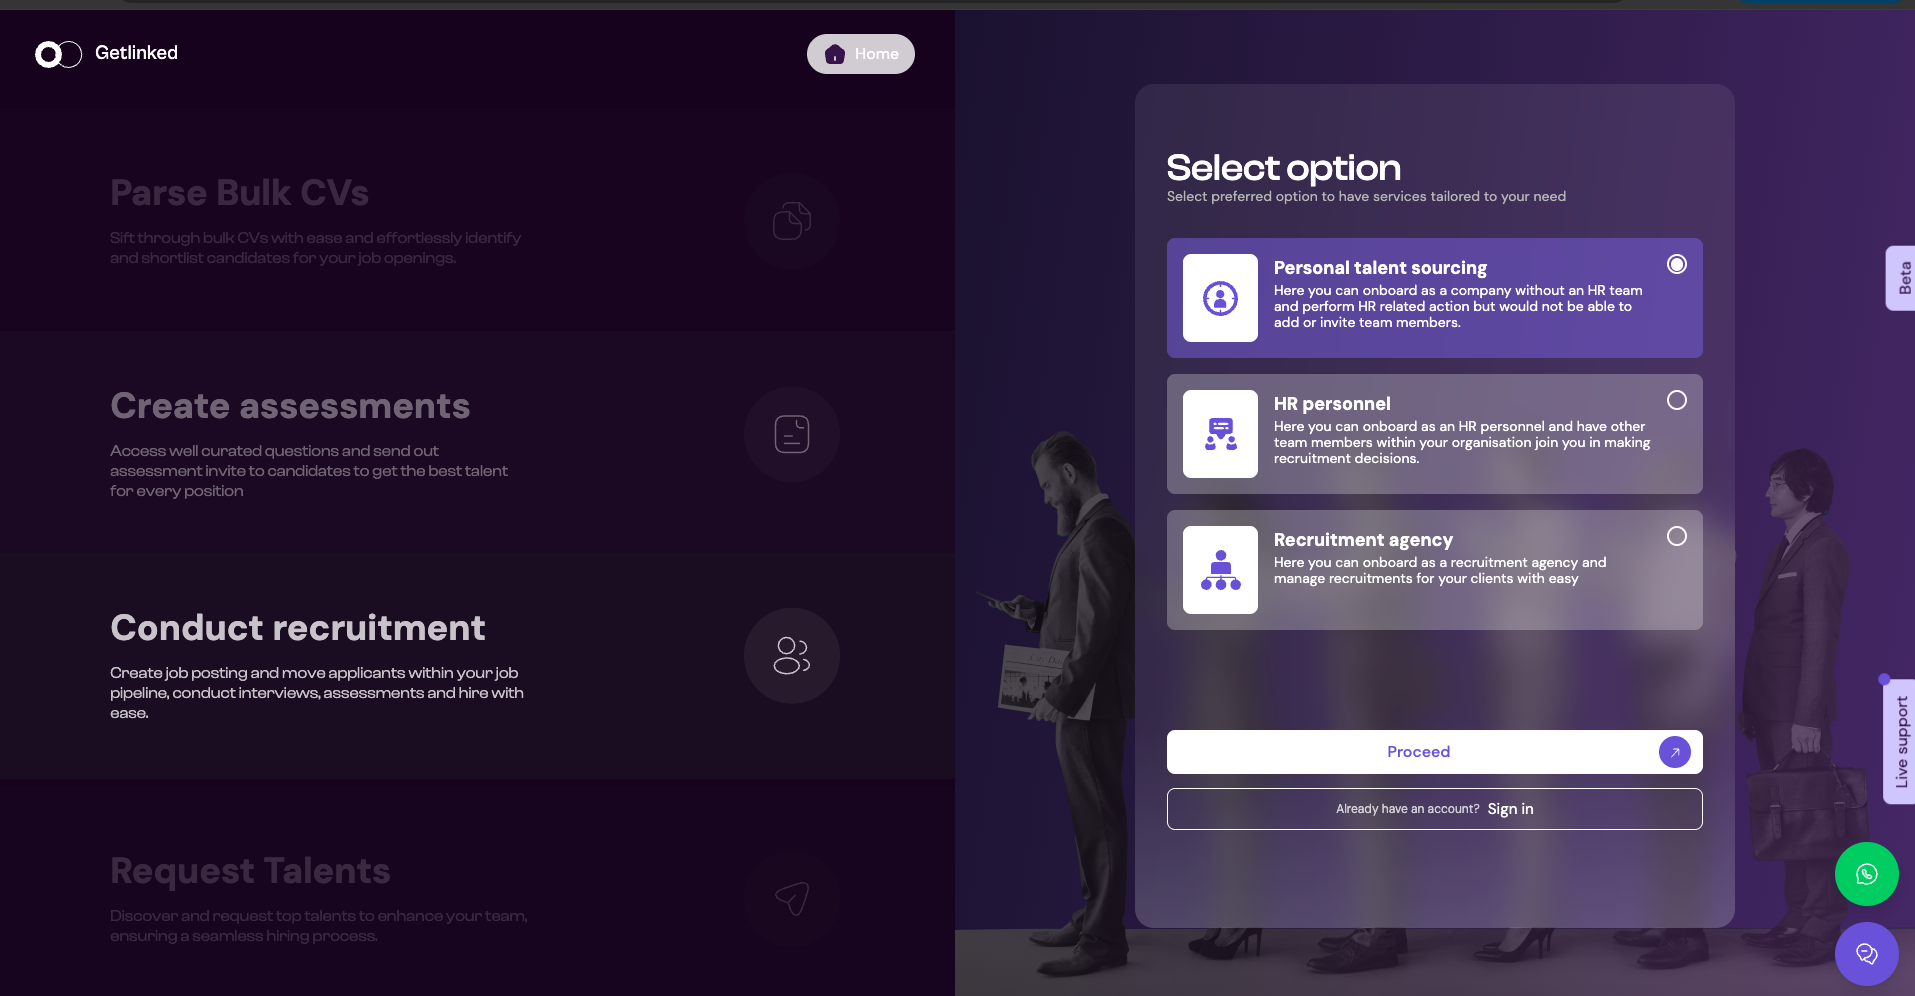 Getlinked
Home
Parse Bulk CVs
Sift through bulk CVs with ease and effortlessly identify
and shortlist candidates for your job openings.
Create assessments
Access well curated questions and send out
assessment invite to candidates to get the best talent
for every position
Conduct recruitment
Create job posting and move applicants within your job
pipeline, conduct interviews, assessments and hire with
ease.
Request Talents
Discover and request top talents to enhance your team,
ensuring a seamless hiring process.
Select option
Select preferred option to have services tailored to your need
Personal talent sourcing
Here you can onboard as a company without an HR team
and perform HR related action but would not be able to
add or invite team members.
HR personnel
Here you can onboard as an HR personnel and have other
team members within your organisation join you in making
recruitment decisions.
Recruitment agency
Here you can onboard as a recruitment agency and
manage recruitments for your clients with easy
Proceed
Already have an account? Sign in
Beta
Live support